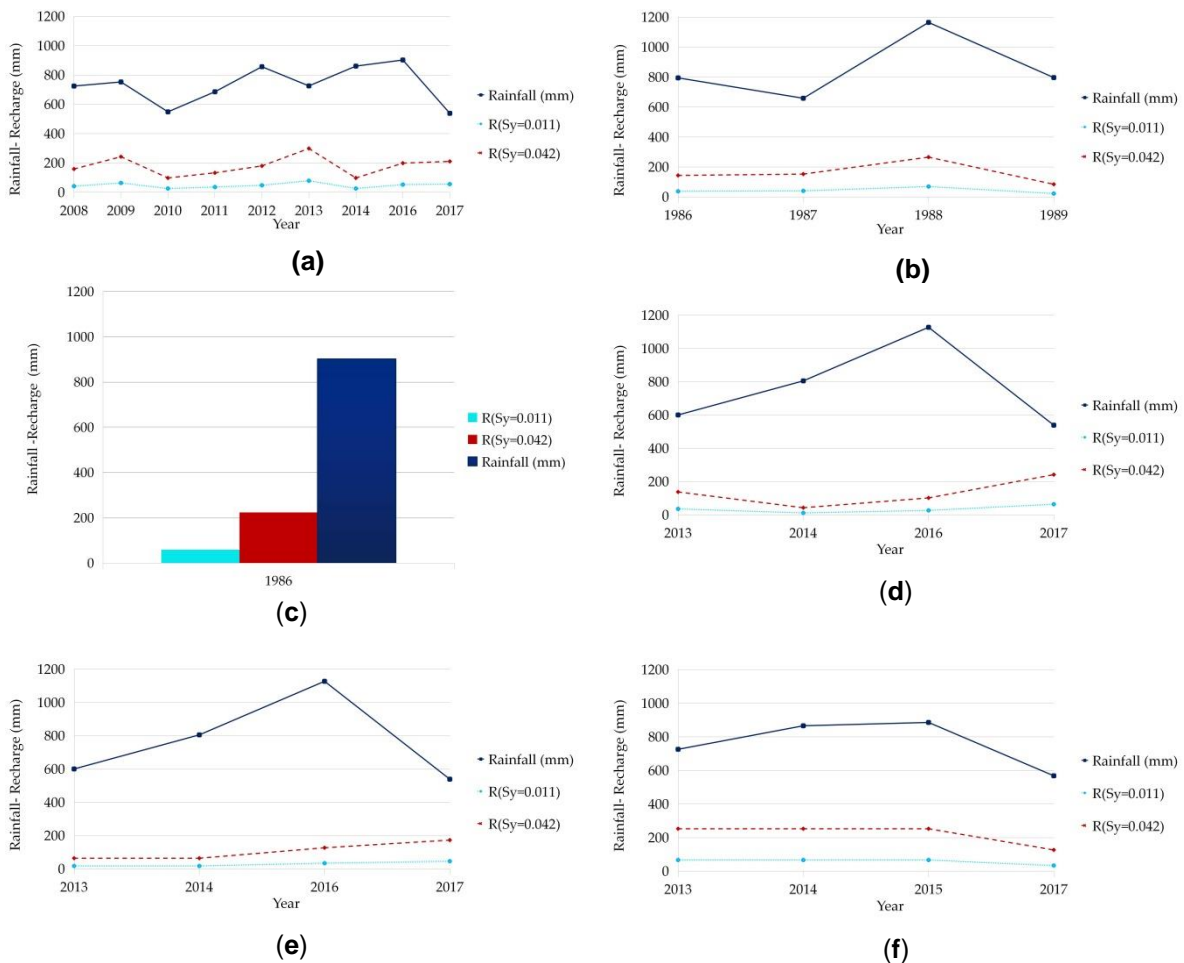 1200
1000
800
600
400
200
0
Rainfall- Recharge (mm)
2008 2009 2010 2011 2012 2013 2014 2016 2017
Year
Rainfall (mm)
R(Sy=0.011)
R(Sy=0.042)
(a)
1200
1000
800
600
400
200
0
Rainfall- Recharge (mm)
1986 1987 1988 1989
Year
Rainfall (mm)
R(Sy=0.011)
R(Sy=0.042)
(b)
1200
1000
800
600
400
200
0
Rainfall -Recharge (mm)
1986
R(Sy=0.011)
R(Sy=0.042)
Rainfall (mm)
(c)
1200
1000
800
600
400
200
0
Rainfall- Recharge (mm)
2013 2014 2016 2017
Year
Rainfall (mm)
R(Sy=0.011)
R(Sy=0.042)
(d)
1200
1000
800
600
400
200
0
Rainfall- Recharge (mm)
2013 2014 2016 2017
Year
Rainfall (mm)
R(Sy=0.011)
R(Sy=0.042)
(e)
1200
1000
800
600
400
200
0
Rainfall- Recharge (mm)
2013 2014 2015 2017
Year
Rainfall (mm)
R(Sy=0.011)
R(Sy=0.042)
(f)